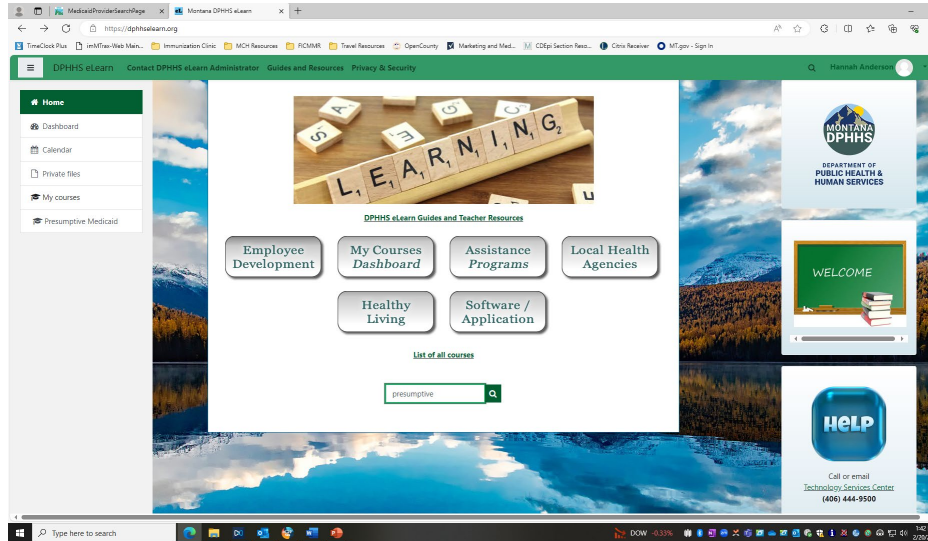 MedicaidProviderSearchPage
Montana DPHHS eLearn
https://dphhselearn.org
TimeClock Plus
imMTrax-Web Main...
Immunization Clinic
MCH Resources
FICMMR
Travel Resources
OpenCounty
Marketing and Med...
CDEpi Section Reso...
Citrix Receiver
MT.gov - Sign In
DPHHS eLearn
Contact DPHHS eLearn Administrator
Guides and Resources
Privacy & Security
Hannah Anderson
Home
Dashboard
Calendar
Private files
My courses
Presumptive Medicaid
L, E, A, R, N, I, N, G
DPHHS eLearn Guides and Teacher Resources
Employee
Development
My Courses
Dashboard
Assistance
Programs
Local Health
Agencies
Healthy
Living
Software /
Application
List of all courses
presumptive
MONTANA
DPHHS
DEPARTMENT OF
PUBLIC HEALTH &
HUMAN SERVICES
WELCOME
HELP
Call or email
Technology Services Center
(406) 444-9500
Type here to search
DOW -0.33%
1:42